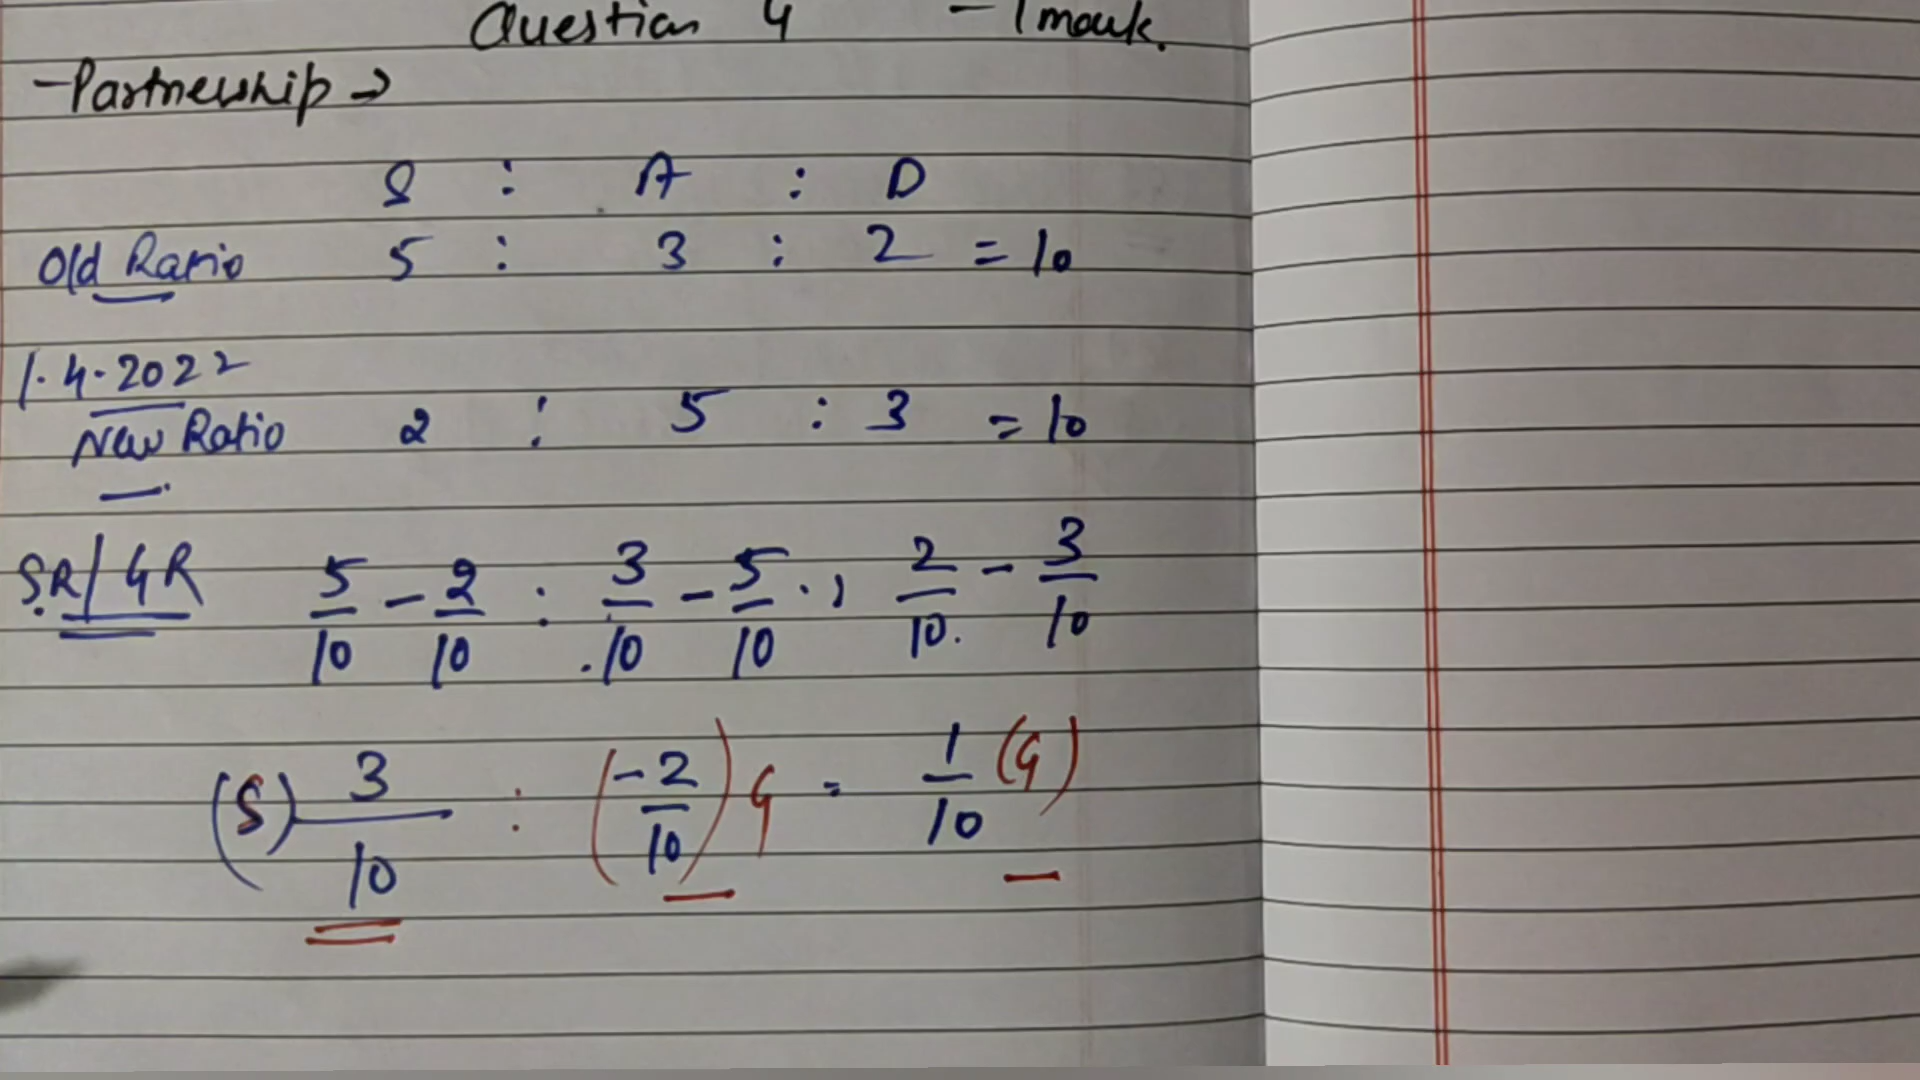 Question 4 - 1 mark.
- Partnership →
S : A : D
Old Ratio 5 : 3 : 2 = 10
1.4.2022
New Ratio 2 : 5 : 3 = 10
SR/GR 5/10 - 2/10 : 3/10 - 5/10 ., 2/10. - 3/10
(S) 3/10 : (-2/10) G = 1/10 (G)